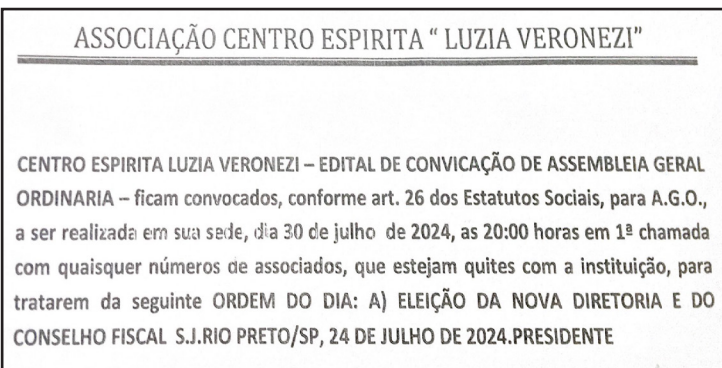 ASSOCIAÇÃO CENTRO ESPIRITA “ LUZIA VERONEZI”
CENTRO ESPIRITA LUZIA VERONEZI – EDITAL DE CONVICAÇÃO DE ASSEMBLEIA GERAL
ORDINARIA – ficam convocados, conforme art. 26 dos Estatutos Sociais, para A.G.O.,
a ser realizada em sua sede, dia 30 de julho de 2024, as 20:00 horas em 1ª chamada
com quaisquer números de associados, que estejam quites com a instituição, para
tratarem da seguinte ORDEM DO DIA: A) ELEIÇÃO DA NOVA DIRETORIA E DO
CONSELHO FISCAL S.J.RIO PRETO/SP, 24 DE JULHO DE 2024.PRESIDENTE